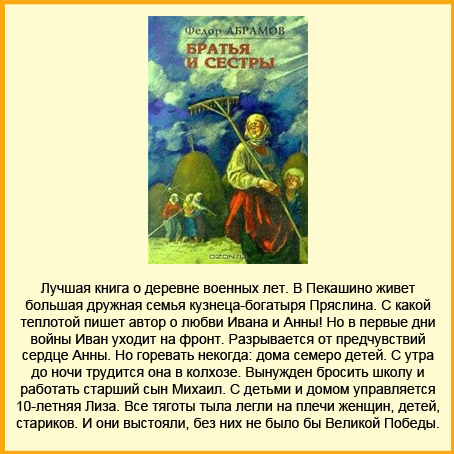 Федор АБРАМОВ
БРАТЬЯ
И СЕСТРЫ
OZON.RU
Лучшая книга о деревне военных лет. В Пекашино живет
большая дружная семья кузнеца-богатыря Пряслина. С какой
теплотой пишет автор о любви Ивана и Анны! Но в первые дни
войны Иван уходит на фронт. Разрывается от предчувствий
сердце Анны. Но горевать некогда: дома семеро детей. С утра
до ночи трудится она в колхозе. Вынужден бросить школу и
работать старший сын Михаил. С детьми и домом управляется
10-летняя Лиза. Все тяготы тыла легли на плечи женщин, детей,
стариков. И они выстояли, без них не было бы Великой Победы.